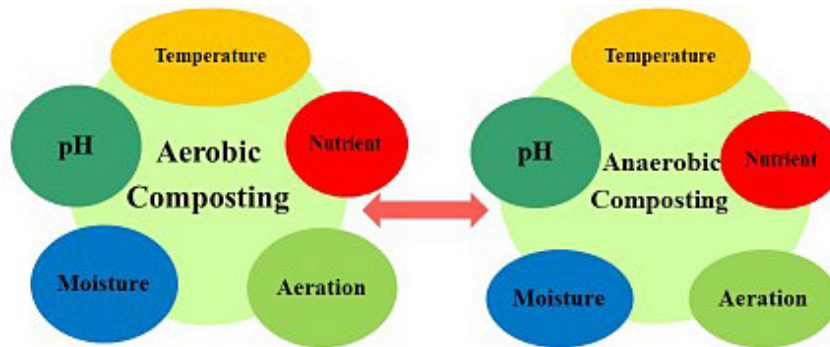 Temperature
pH
Nutrient
Aerobic
Composting
Moisture
Aeration
Temperature
pH
Nutrient
Anaerobic
Composting
Moisture
Aeration